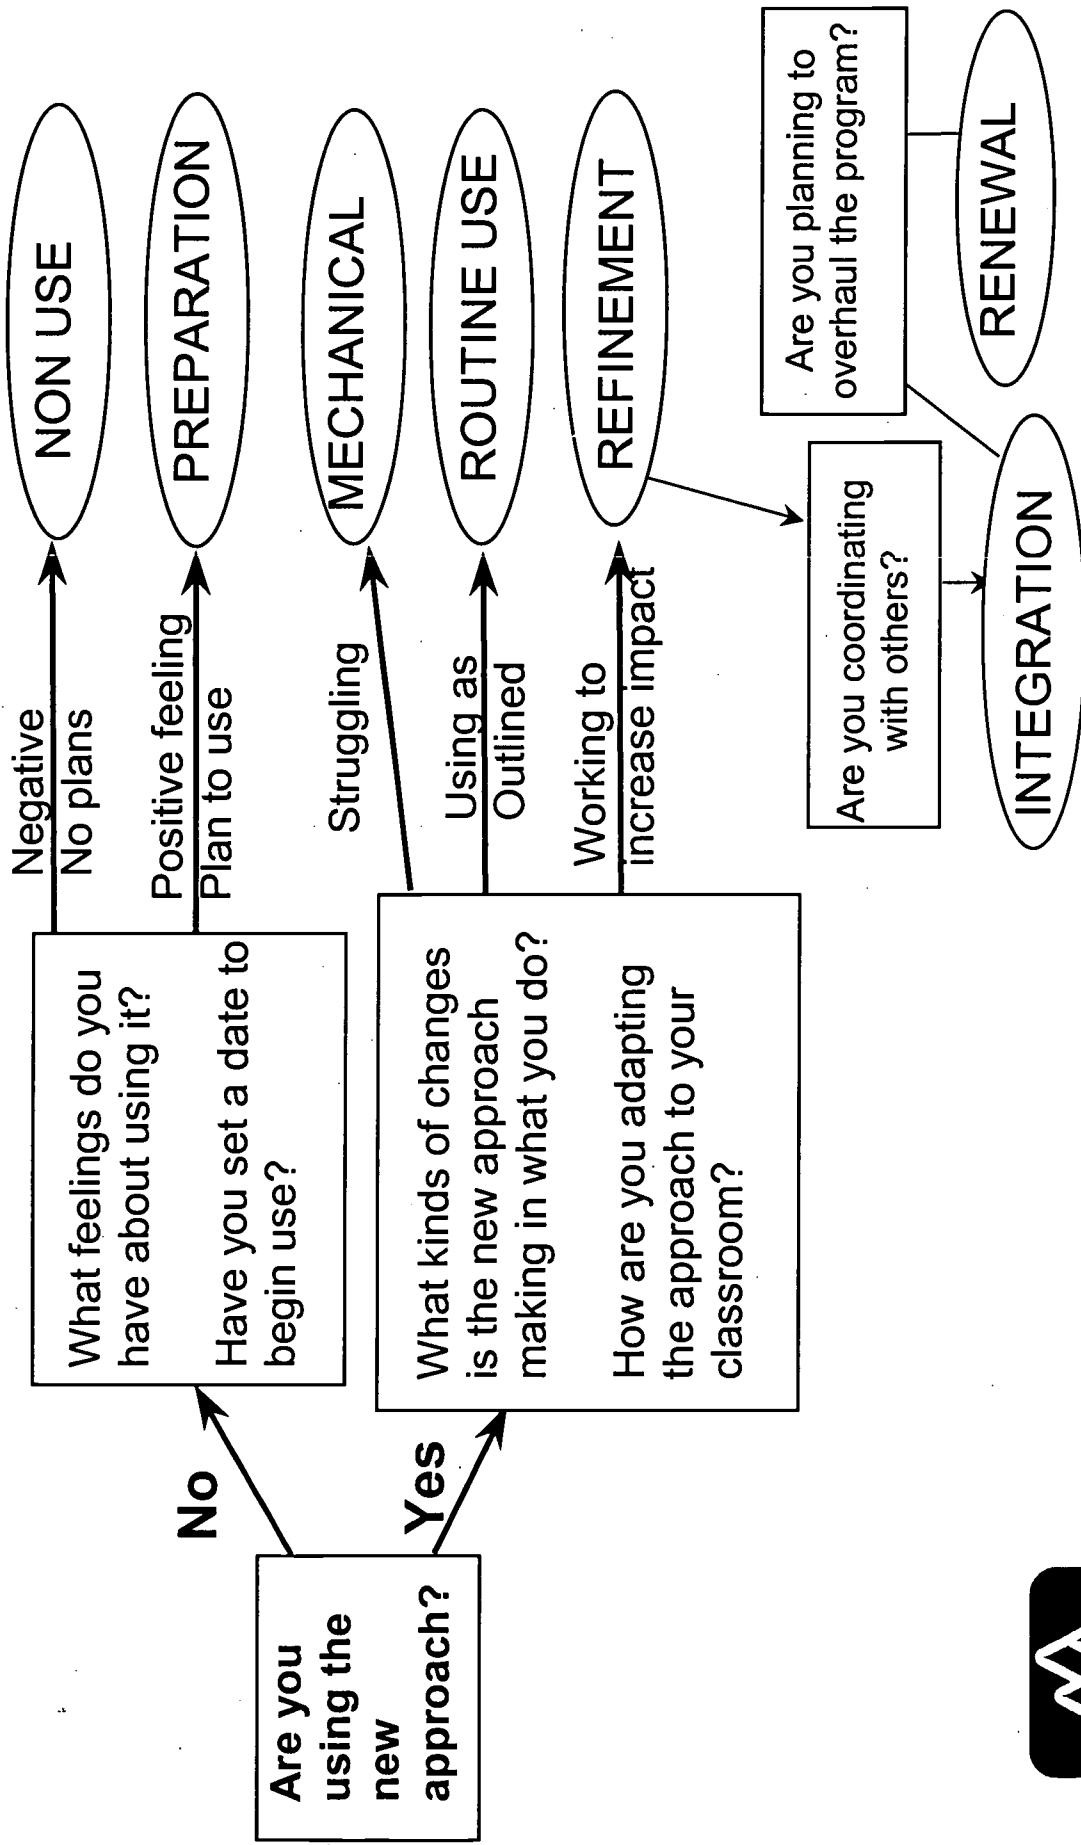 Are you
using the
new
approach?
No
Yes
What feelings do you
have about using it?
Have you set a date to
begin use?
What kinds of changes
is the new approach
making in what you do?
How are you adapting
the approach to your
classroom?
Negative
No plans
Positive feeling
Plan to use
Struggling
Using as
Outlined
Working to
increase impact
NON USE
PREPARATION
MECHANICAL
ROUTINE USE
REFINEMENT
Are you coordinating
with others?
INTEGRATION
Are you planning to
overhaul the program?
RENEWAL